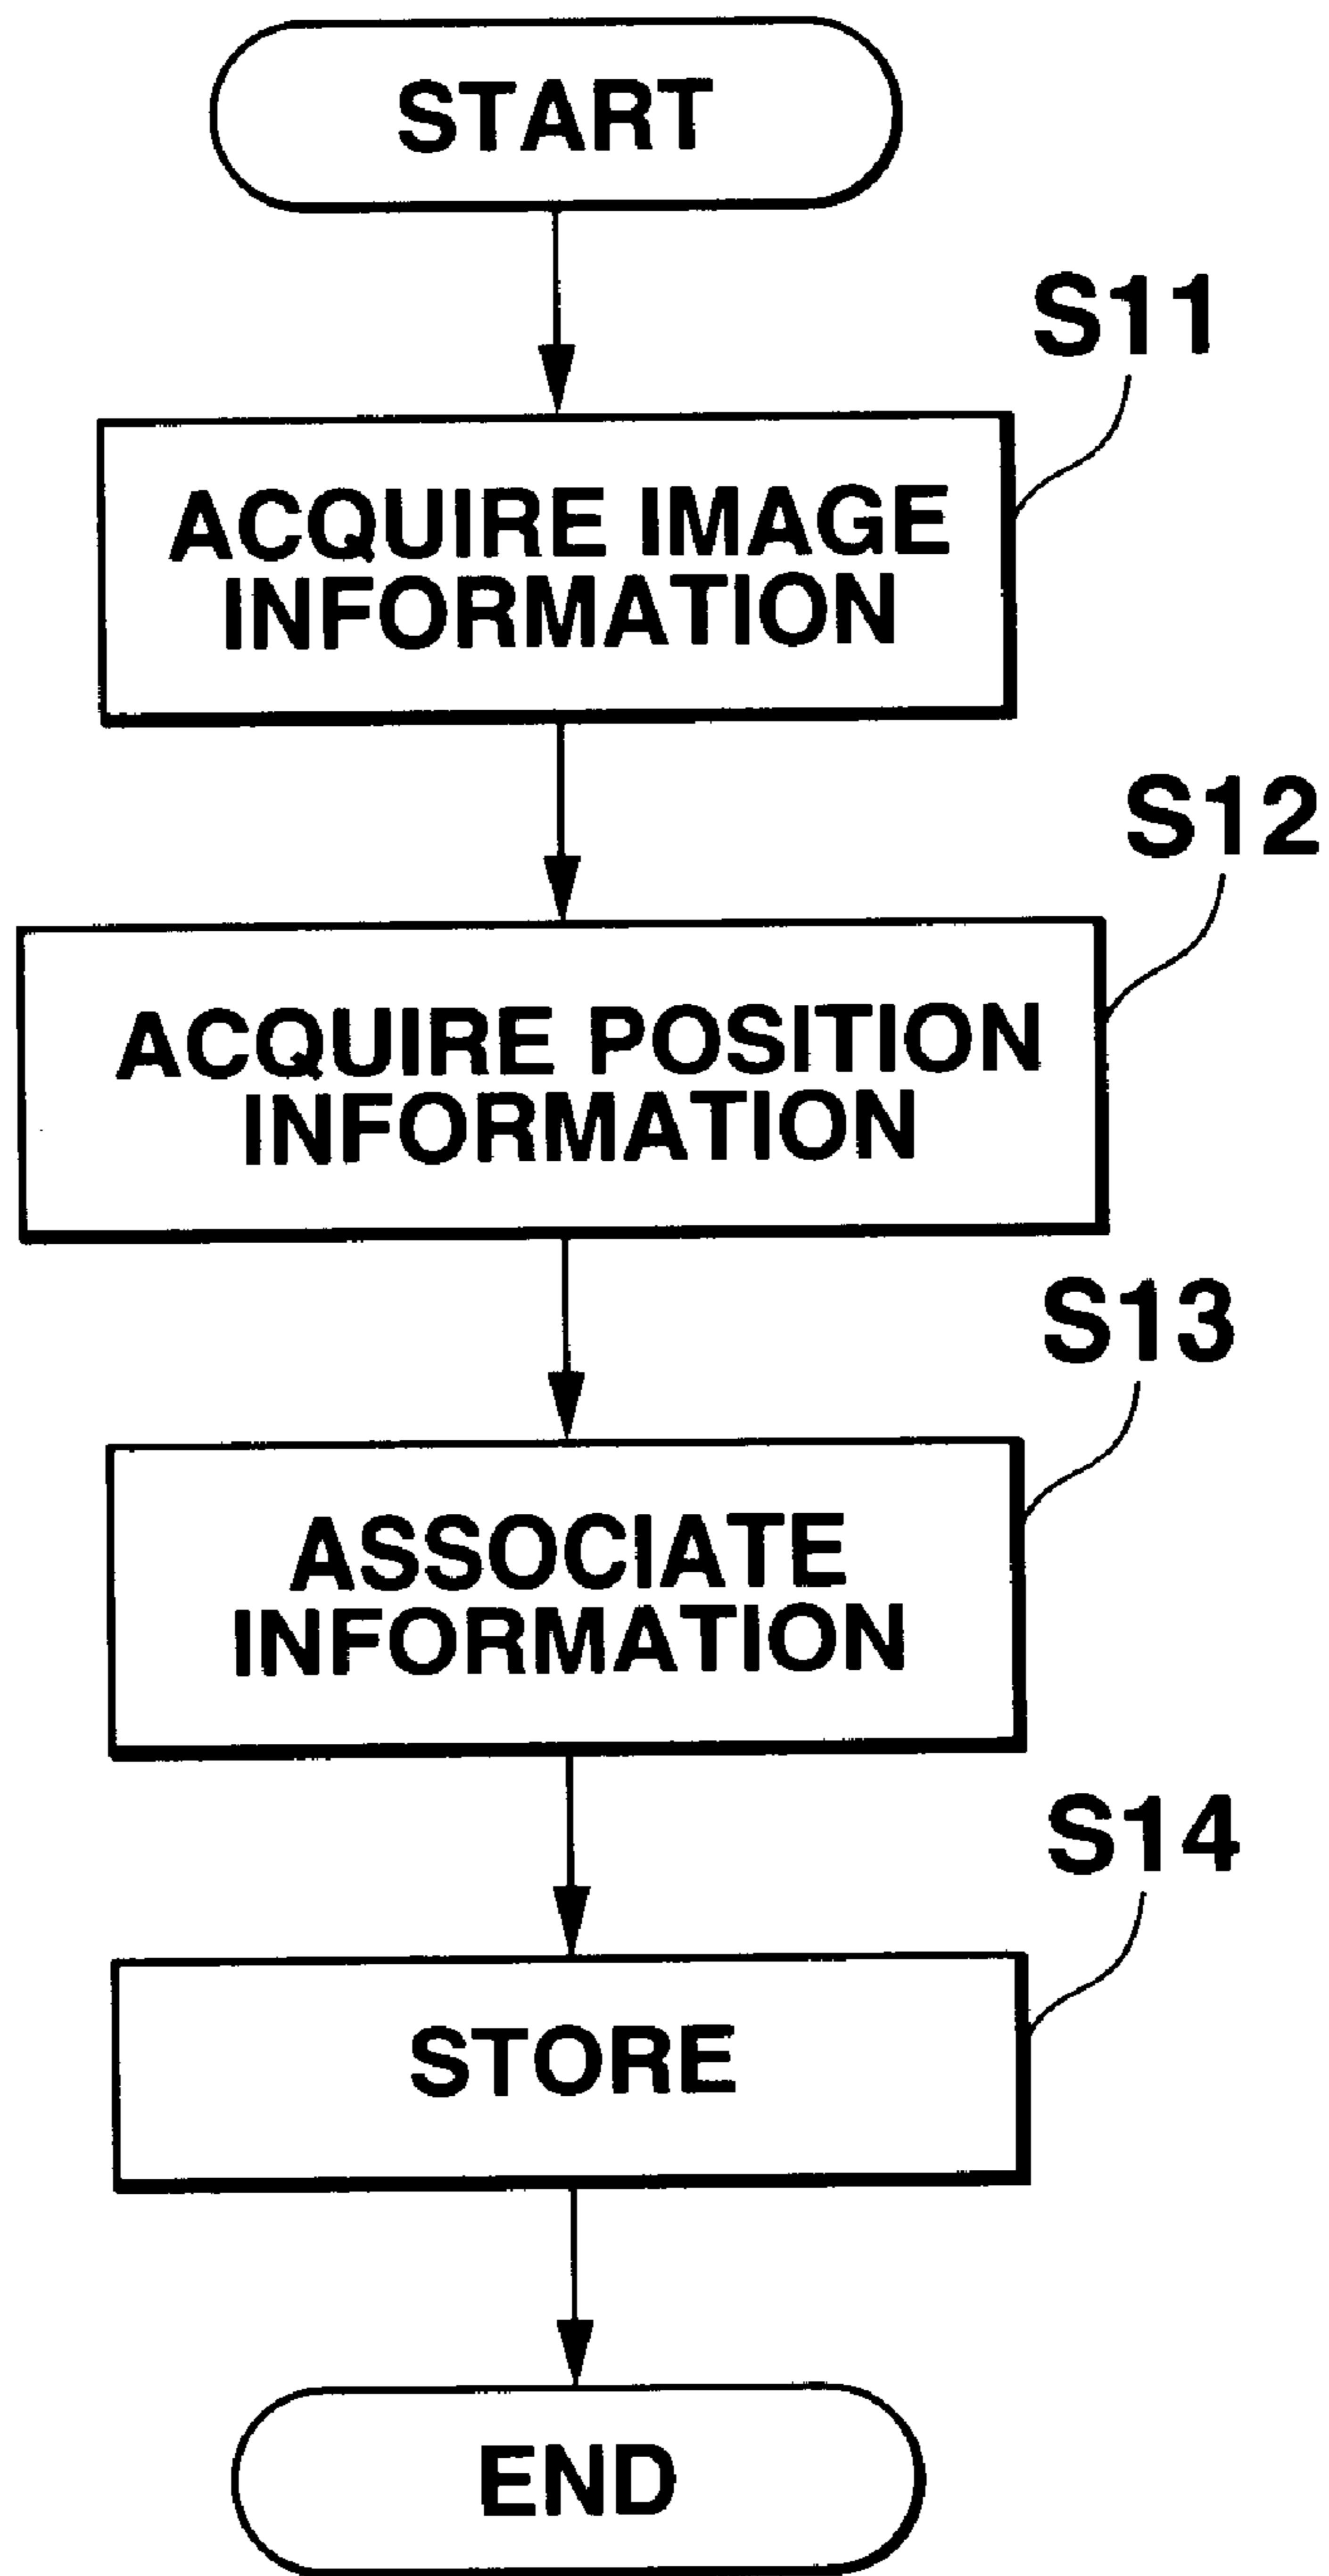 START
S11
ACQUIRE IMAGE
INFORMATION
S12
ACQUIRE POSITION
INFORMATION
S13
ASSOCIATE
INFORMATION
S14
STORE
END